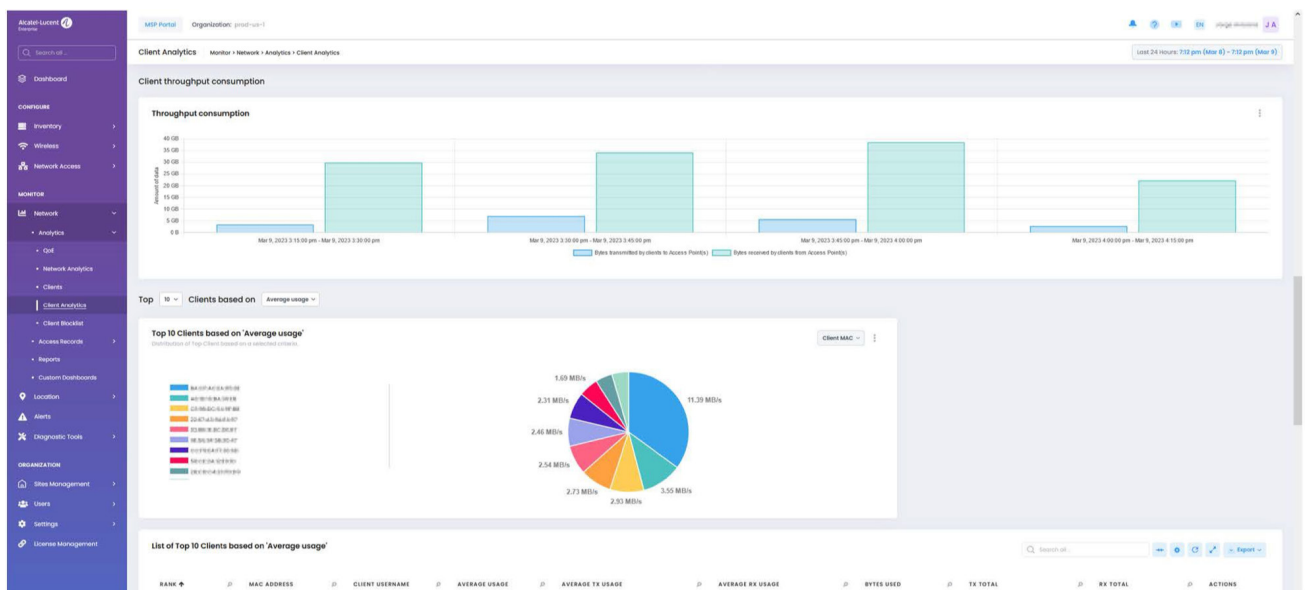 Alcatel-Lucent
Enterprise
Search all ...
Dashboard
CONFIGURE
Inventory
Wireless
Network Access
MONITOR
Network
Analytics
QoE
Network Analytics
Clients
Client Analytics
Client Blocklist
Access Records
Reports
Custom Dashboards
Location
Alerts
Diagnostic Tools
ORGANIZATION
Sites Management
Users
Settings
License Management
MSP Portal Organization: prod-us-1
EN J A
Client Analytics Monitor > Network > Analytics > Client Analytics
Last 24 Hours: 7:13 pm (Mar 8) - 7:13 pm (Mar 9)
Client throughput consumption
Throughput consumption
Amount of data
40 GB
35 GB
30 GB
25 GB
20 GB
15 GB
10 GB
5 GB
0 B
Mar 9, 2023 3:15:00 pm - Mar 9, 2023 3:30:00 pm
Mar 9, 2023 3:30:00 pm - Mar 9, 2023 3:45:00 pm
Mar 9, 2023 3:45:00 pm - Mar 9, 2023 4:00:00 pm
Mar 9, 2023 4:00:00 pm - Mar 9, 2023 4:15:00 pm
Bytes transmitted by clients to Access Point(s) Bytes received by clients from Access Point(s)
Top 10 Clients based on Average usage
Top 10 Clients based on 'Average usage'
Distribution of Top Client based on a selected criteria.
Client MAC
1.69 MB/s
2.31 MB/s
11.39 MB/s
2.46 MB/s
2.54 MB/s
2.73 MB/s
2.93 MB/s
3.55 MB/s
List of Top 10 Clients based on 'Average usage'
Search all..
Export
RANK MAC ADDRESS CLIENT USERNAME AVERAGE USAGE AVERAGE TX USAGE AVERAGE RX USAGE BYTES USED TX TOTAL RX TOTAL ACTIONS